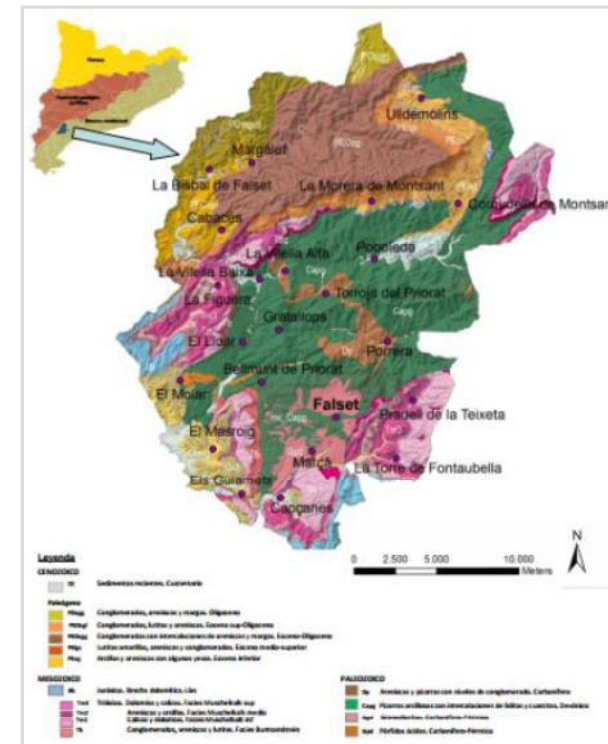 Ulldemolins
Margalef
La Bisbal de Falset
La Morera de Montsant
Cornudella de Montsant
Cabacés
La Vilella Alta
Poboleda
La Vilella Baixa
Torroja del Priorat
La Figuera
Gratallops
El Lloar
Porrera
Bellmunt de Priorat
El Molar
Falset
Pradell de la Teixeta
El Masroig
Marçà
La Torre de Fontaubella
Els Guiamets
Capçanes
N
0 2.500 5.000 10.000
Meters
Leyenda
CENOZOICO
Sedimentos recientes. Cuaternario
Paleógeno
Conglomerados, areniscas y margas. Oligoceno
Conglomerados, lutitas y areniscas. Eoceno sup-Oligoceno
Conglomerados con intercalaciones de areniscas y margas. Eoceno-Oligoceno
Lutitas amarillas, areniscas y conglomerados. Eoceno medio-superior
Arcillas y areniscas con algunos yesos. Eoceno inferior
MESOZOICO
Jurásico. Brecha dolomítica. Lias
Triásico. Dolomías y calizas. Facies Muschelkalk sup
Areniscas y arcillas. Facies Muschelkalk medio
Calizas y dolomías. Facies Muschelkalk inf
Conglomerados, areniscas y lutitas. Facies Buntsandstein
PALEOZOICO
Areniscas y pizarras con niveles de conglomerado. Carbonífero
Pizarras arcillosas con intercalaciones de y cuarcitas. Devónico
Granodioritas. Carbonífero-Pérmico
Pórfidos ácidos. Carbonífero-Pérmico